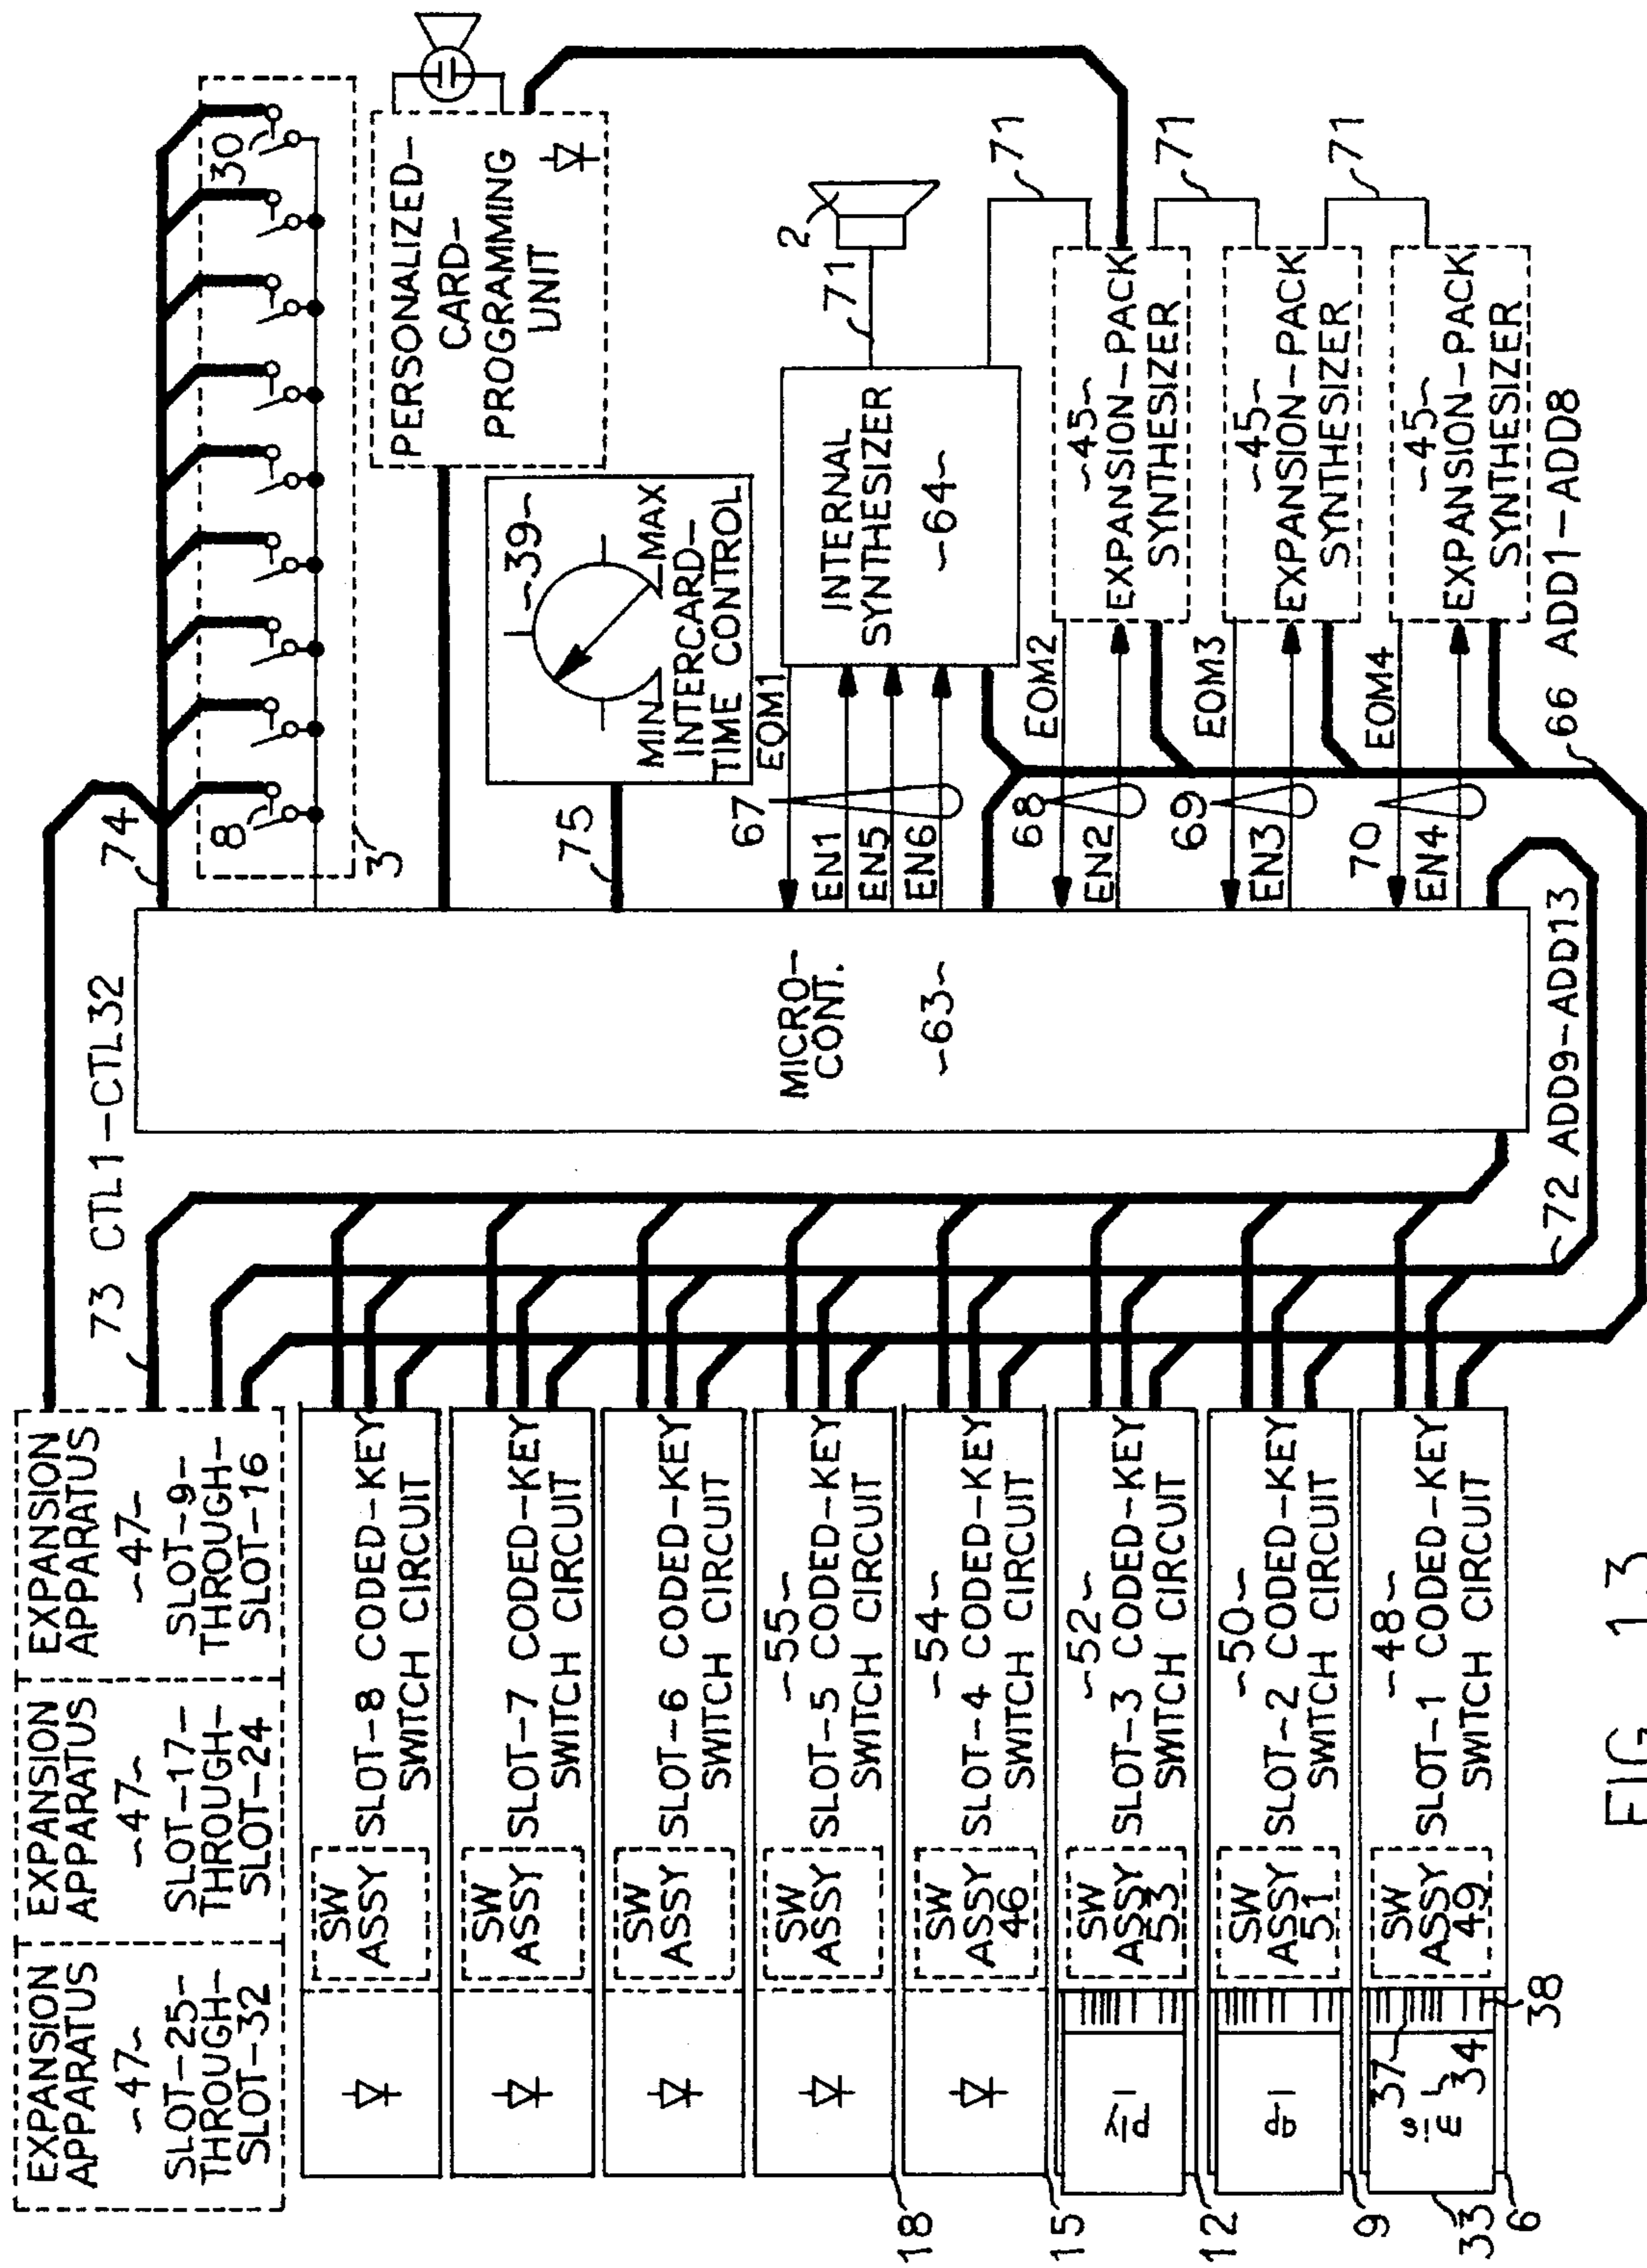 EXPANSION
APPARATUS
~47~
SLOT-25-
THROUGH-
SLOT-32
EXPANSION
APPARATUS
~47~
SLOT-17-
THROUGH-
SLOT-24
EXPANSION
APPARATUS
~47~
SLOT-9-
THROUGH-
SLOT-16
73 CTL1-CTL32
74
8
30
3
SW
ASSY
SLOT-8 CODED-KEY
SWITCH CIRCUIT
SW
ASSY
SLOT-7 CODED-KEY
SWITCH CIRCUIT
SW
ASSY
SLOT-6 CODED-KEY
SWITCH CIRCUIT
SW
ASSY
~55~
SLOT-5 CODED-KEY
SWITCH CIRCUIT
18
SW
ASSY
46
~54~
SLOT-4 CODED-KEY
SWITCH CIRCUIT
15
SW
ASSY
53
~52~
SLOT-3 CODED-KEY
SWITCH CIRCUIT
12
SW
ASSY
51
~50~
SLOT-2 CODED-KEY
SWITCH CIRCUIT
9
37
34
33
6
38
SW
ASSY
49
~48~
SLOT-1 CODED-KEY
SWITCH CIRCUIT
MICRO-
CONT.
~63~
PERSONALIZED-
CARD-
PROGRAMMING
UNIT
75
~39~
MIN
MAX
INTERCARD-
TIME CONTROL
67
EOM1
EN1
EN5
EN6
INTERNAL
SYNTHESIZER
~64~
71
2
68
EOM2
EN2
~45~
EXPANSION-PACK
SYNTHESIZER
71
69
EOM3
EN3
~45~
EXPANSION-PACK
SYNTHESIZER
71
70
EOM4
EN4
~45~
EXPANSION-PACK
SYNTHESIZER
71
72 ADD9-ADD13
66 ADD1-ADD8
FIG 13